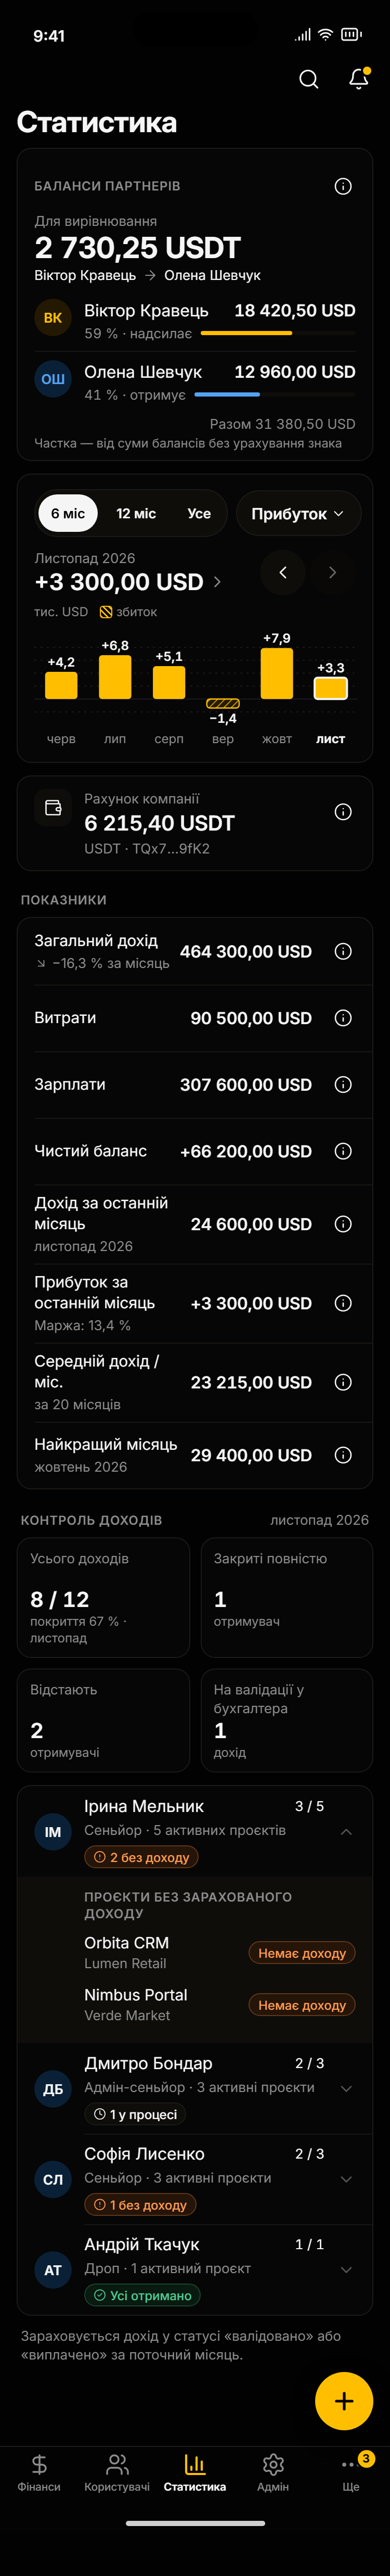 9:41
Статистика
БАЛАНСИ ПАРТНЕРІВ
Для вирівнювання
2 730,25 USDT
Віктор Кравець → Олена Шевчук
ВК
Віктор Кравець 18 420,50 USD
59 % · надсилає
ОШ
Олена Шевчук 12 960,00 USD
41 % · отримує
Разом 31 380,50 USD
Частка — від суми балансів без урахування знака
6 міс 12 міс Усе Прибуток
Листопад 2026
+3 300,00 USD
тис. USD збиток
+4,2 +6,8 +5,1 −1,4 +7,9 +3,3
черв лип серп вер жовт лист
Рахунок компанії
6 215,40 USDT
USDT · TQx7…9fK2
ПОКАЗНИКИ
Загальний дохід 464 300,00 USD
↘ −16,3 % за місяць
Витрати 90 500,00 USD
Зарплати 307 600,00 USD
Чистий баланс +66 200,00 USD
Дохід за останній
місяць 24 600,00 USD
листопад 2026
Прибуток за
останній місяць +3 300,00 USD
Маржа: 13,4 %
Середній дохід /
міс. 23 215,00 USD
за 20 місяців
Найкращий місяць 29 400,00 USD
жовтень 2026
КОНТРОЛЬ ДОХОДІВ листопад 2026
Усього доходів
8 / 12
покриття 67 % ·
листопад
Закриті повністю
1
отримувач
Відстають
2
отримувачі
На валідації у
бухгалтера
1
дохід
ІМ
Ірина Мельник 3 / 5
Сеньйор · 5 активних проєктів
2 без доходу
ПРОЄКТИ БЕЗ ЗАРАХОВАНОГО
ДОХОДУ
Orbita CRM
Lumen Retail
Немає доходу
Nimbus Portal
Verde Market
Немає доходу
ДБ
Дмитро Бондар 2 / 3
Адмін-сеньйор · 3 активні проєкти
1 у процесі
СЛ
Софія Лисенко 2 / 3
Сеньйор · 3 активні проєкти
1 без доходу
АТ
Андрій Ткачук 1 / 1
Дроп · 1 активний проєкт
Усі отримано
Зараховується дохід у статусі «валідовано» або
«виплачено» за поточний місяць.
3
Фінанси Користувачі Статистика Адмін Ще